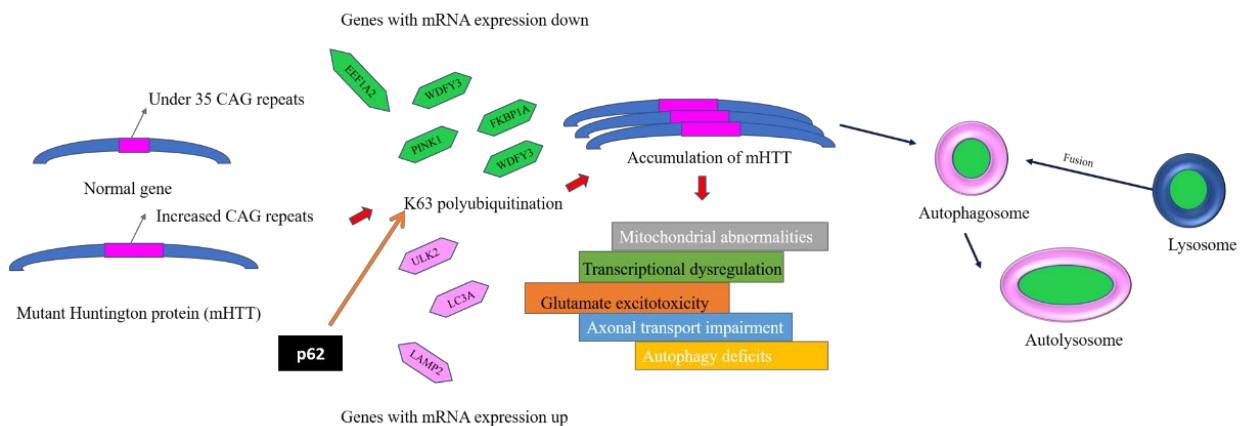 Genes with mRNA expression down
Under 35 CAG repeats
Normal gene
Increased CAG repeats
Mutant Huntington protein (mHTT)
EEF1A2
WDFY3
FKBP1A
PINK1
WDFY3
K63 polyubiquitination
p62
ULK2
LC3A
LAMP2
Genes with mRNA expression up
Accumulation of mHTT
Mitochondrial abnormalities
Transcriptional dysregulation
Glutamate excitotoxicity
Axonal transport impairment
Autophagy deficits
Autophagosome
Fusion
Lysosome
Autolysosome